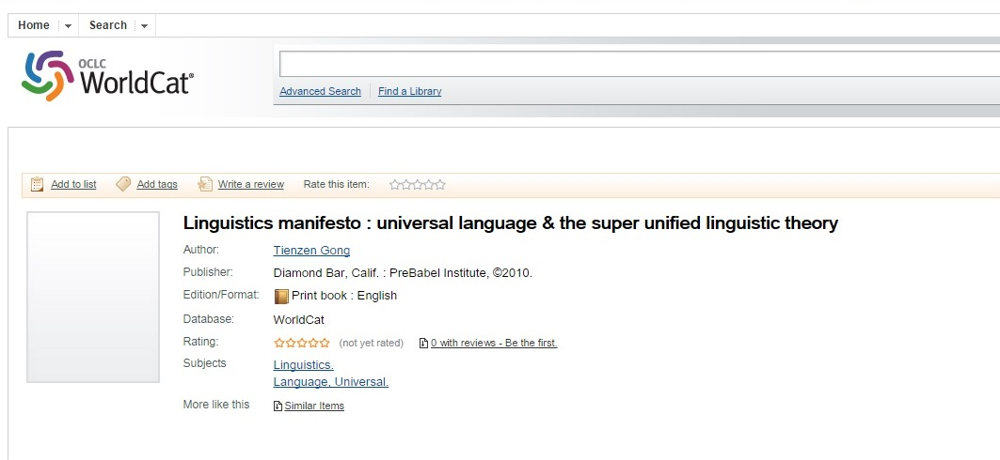 Home Search
OCLC
WorldCat®
Advanced Search Find a Library
Add to list Add tags Write a review Rate this item:
Linguistics manifesto : universal language & the super unified linguistic theory
Author: Tienzen Gong
Publisher: Diamond Bar, Calif. : PreBabel Institute, ©2010.
Edition/Format: Print book : English
Database: WorldCat
Rating: (not yet rated) 0 with reviews - Be the first.
Subjects Linguistics.
Language, Universal.
More like this Similar Items